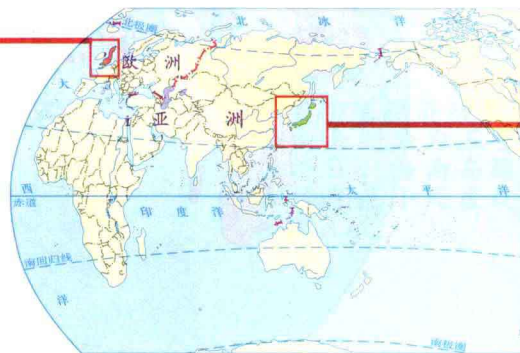 北极圈
北 冰 洋
欧 洲
大
亚 洲
西
太 平 洋
赤道
印 度 洋
南回归线
洋
南极圈